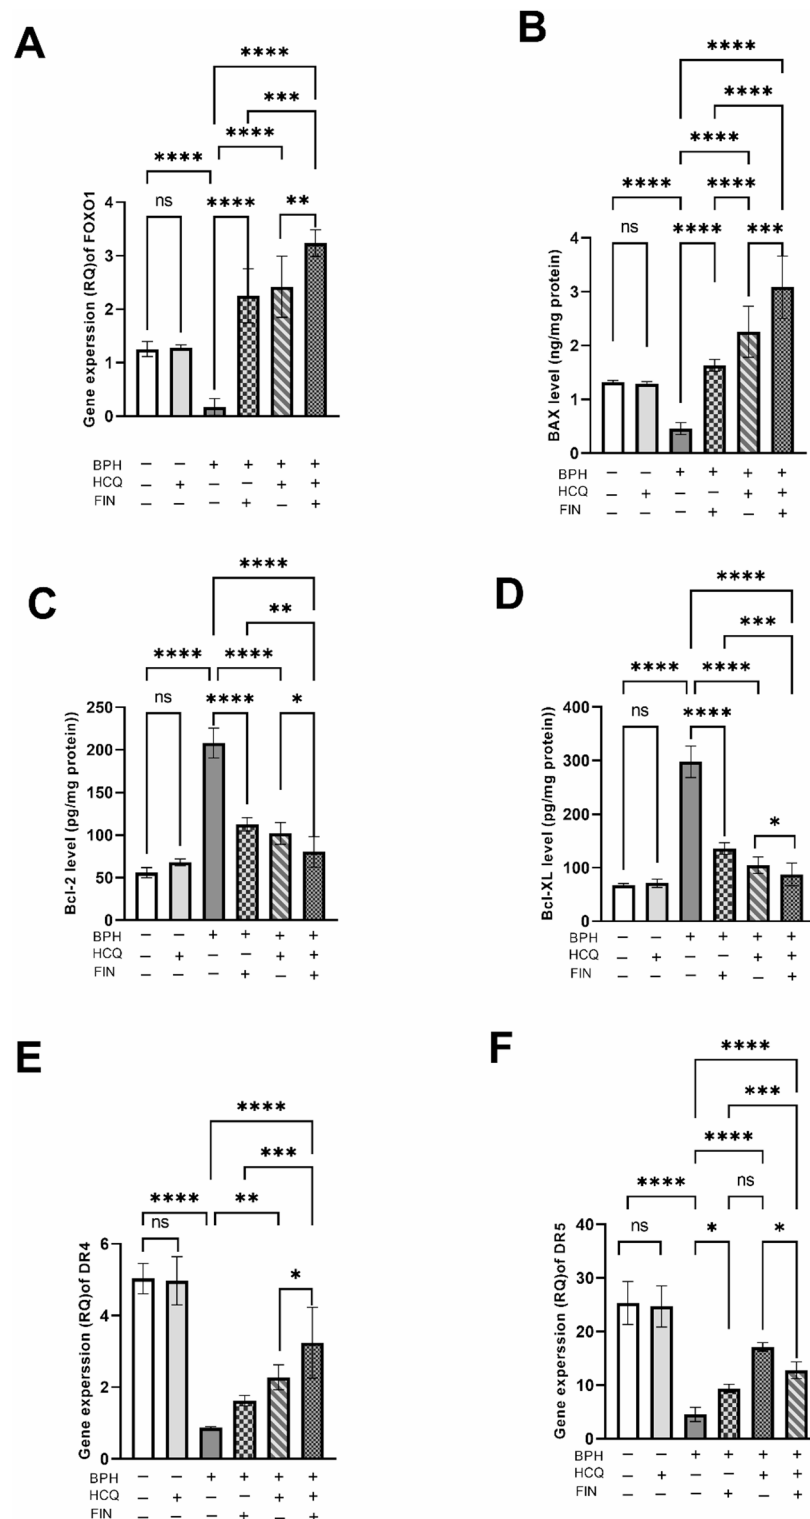 A
****
***
****
****
ns
****
**
Gene experssion (RQ)of FOXO1
4
3
2
1
0
BPH – – + + + +
HCQ – + – – + +
FIN – – – + – +
B
****
****
****
****
****
ns
****
***
BAX level (ng/mg protein)
4
3
2
1
0
BPH – – + + + +
HCQ – + – – + +
FIN – – – + – +
C
****
**
****
****
ns
****
*
Bcl-2 level (pg/mg protein))
250
200
150
100
50
0
BPH – – + + + +
HCQ – + – – + +
FIN – – – + – +
D
****
***
****
****
ns
****
*
Bcl-XL level (pg/mg protein))
400
300
200
100
0
BPH – – + + + +
HCQ – + – – + +
FIN – – – + – +
E
****
***
****
**
ns
*
Gene experssion (RQ)of DR4
6
4
2
0
BPH – – + + + +
HCQ – + – – + +
FIN – – – + – +
F
****
***
****
****
ns
ns
*
*
Gene experssion (RQ)of DR5
40
30
20
10
0
BPH – – + + + +
HCQ – + – – + +
FIN – – – + – +